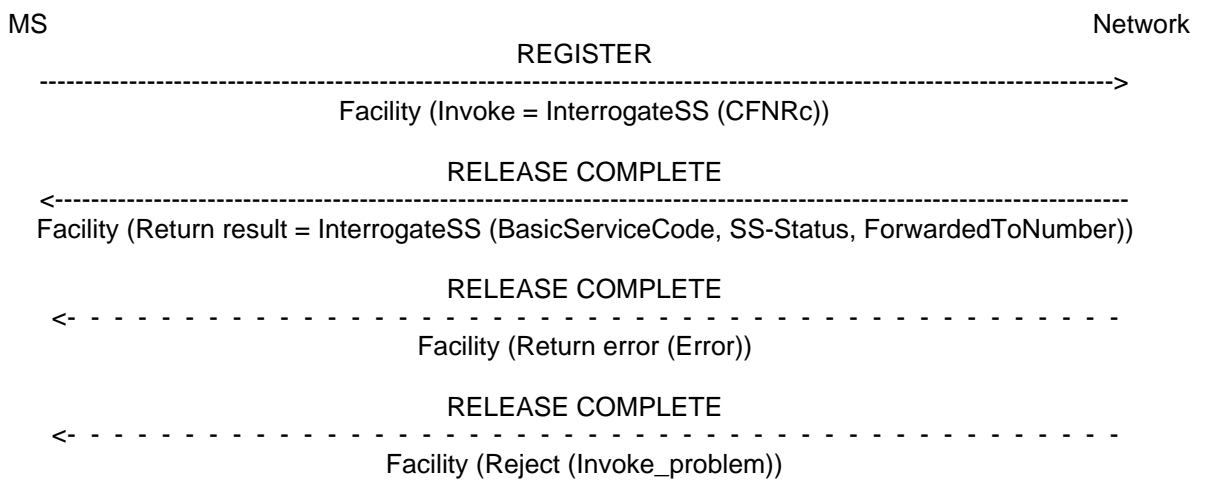 MS Network
REGISTER
Facility (Invoke = InterrogateSS (CFNRc))
RELEASE COMPLETE
Facility (Return result = InterrogateSS (BasicServiceCode, SS-Status, ForwardedToNumber))
RELEASE COMPLETE
Facility (Return error (Error))
RELEASE COMPLETE
Facility (Reject (Invoke_problem))